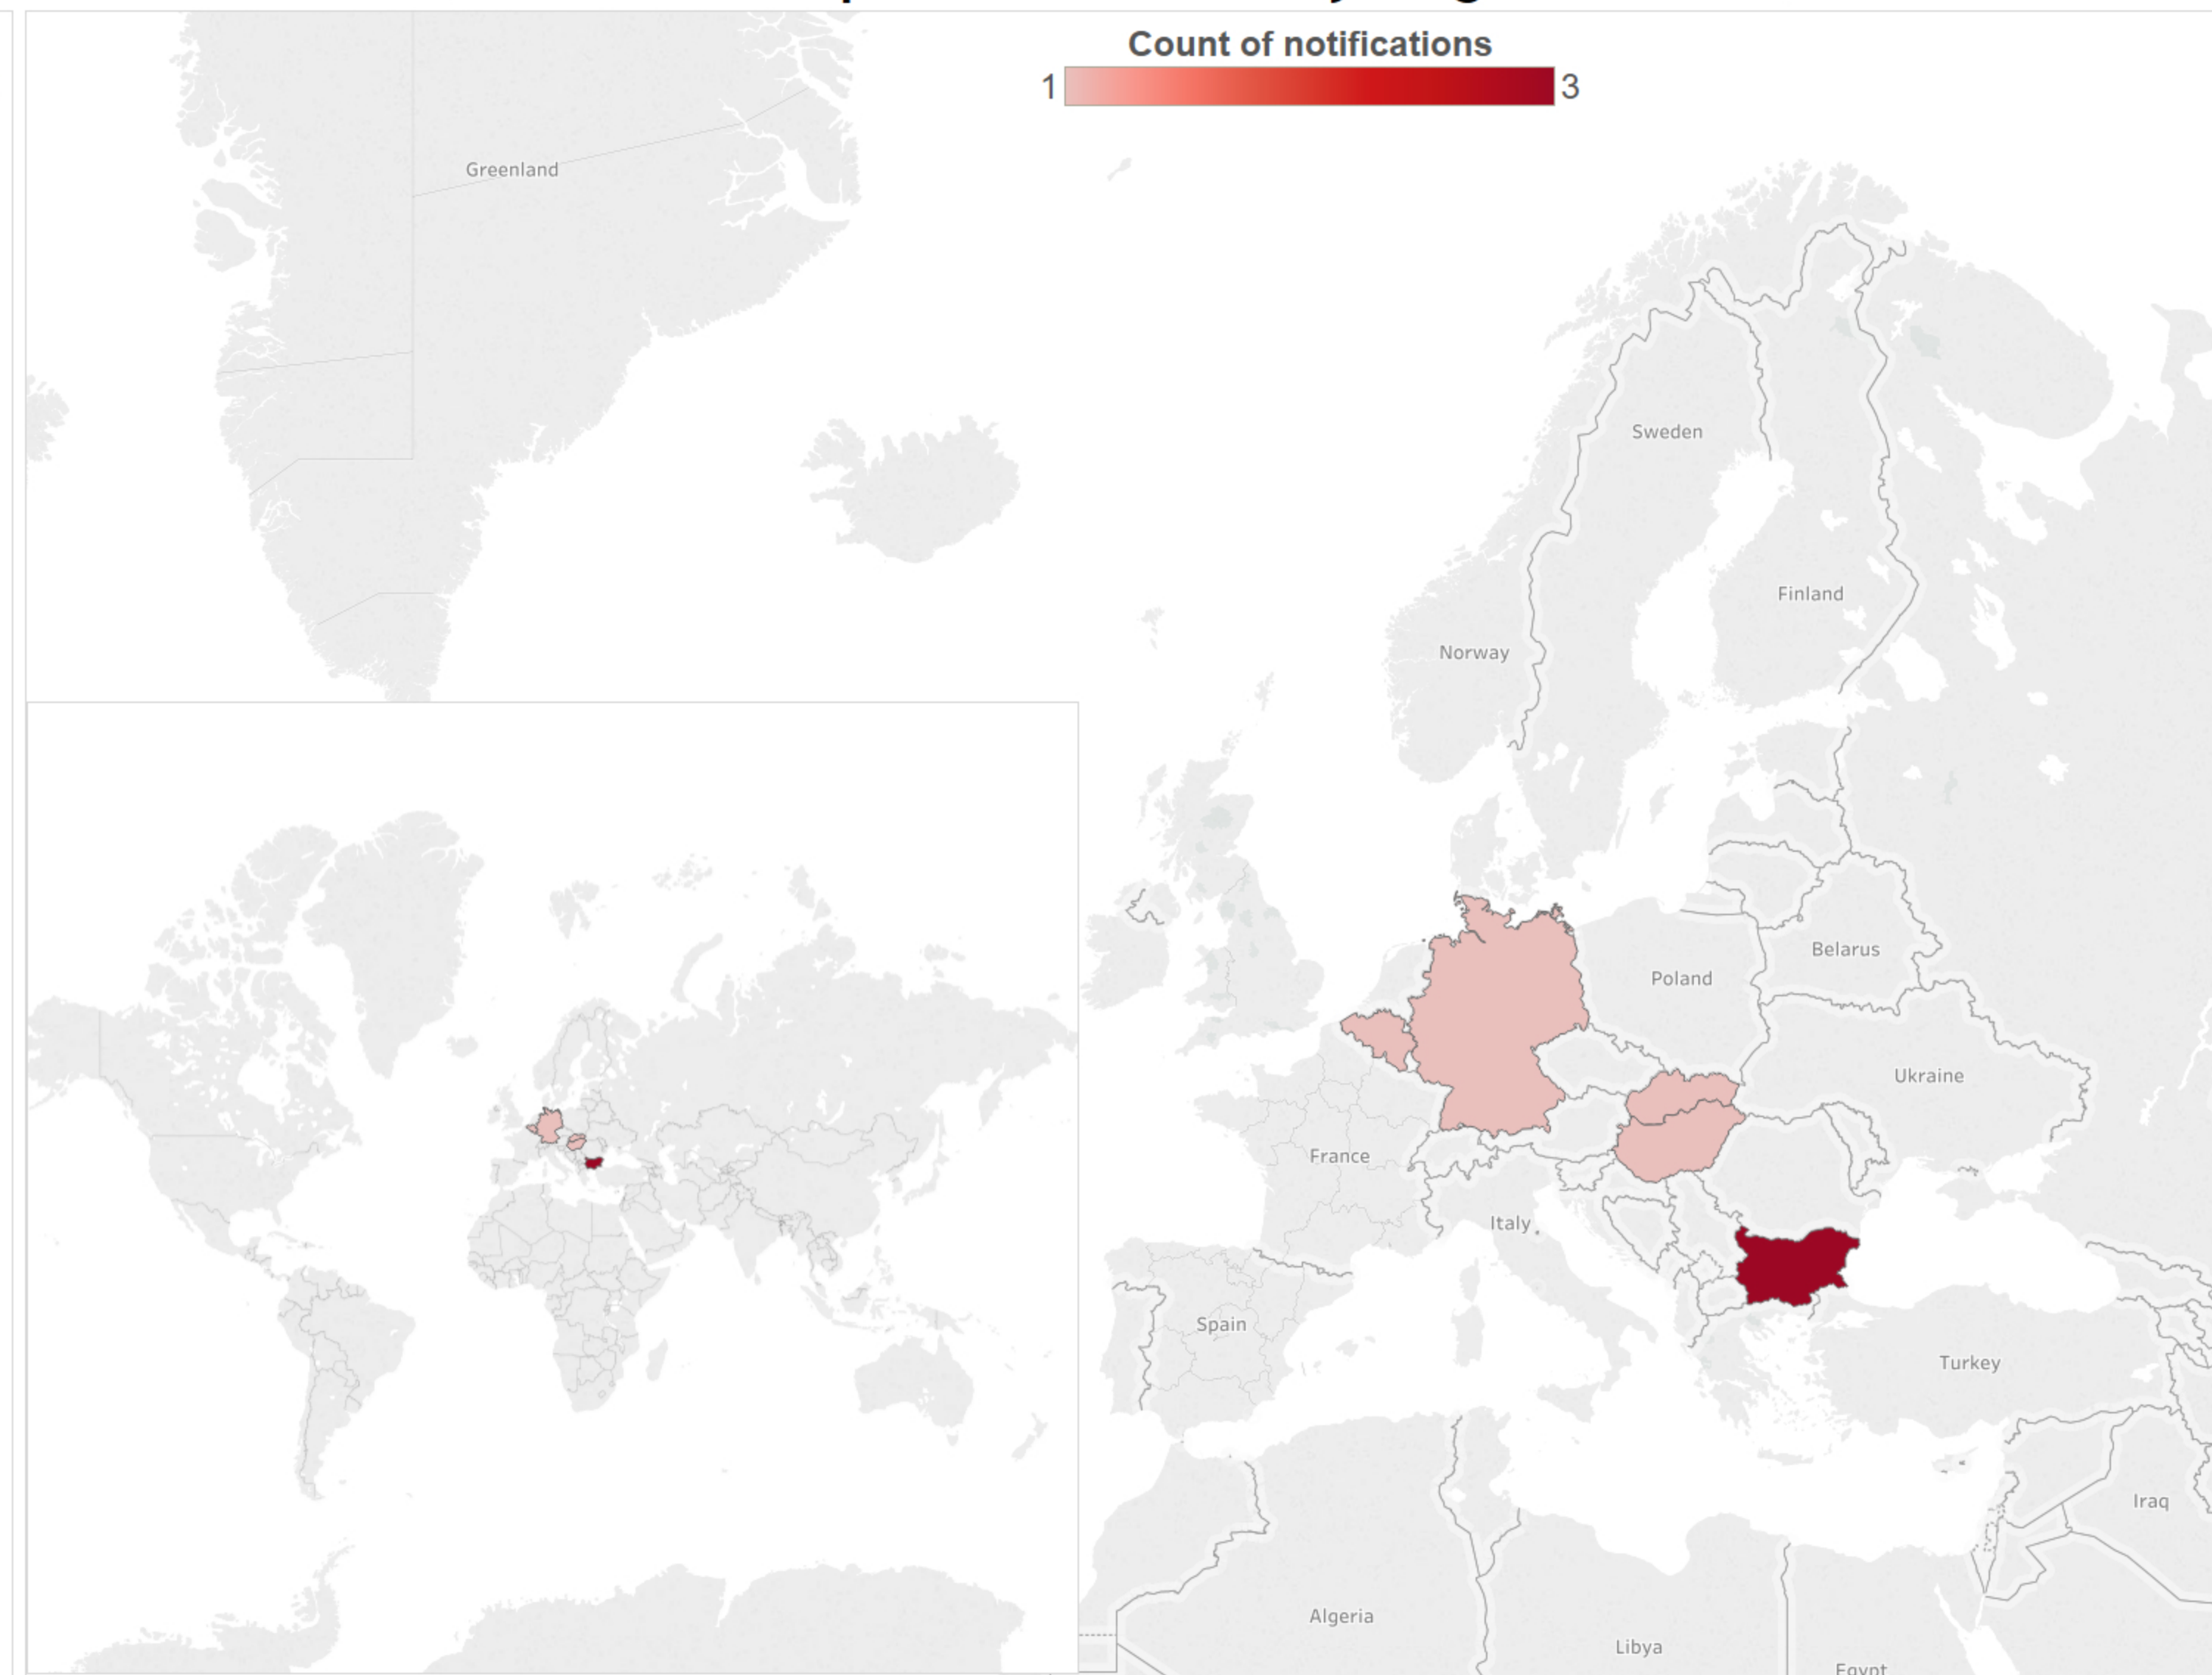 Count of notifications
1 3
Greenland
Sweden
Finland
Norway
Belarus
Poland
Ukraine
France
Italy
Spain
Turkey
Iraq
Algeria
Libya
Egypt